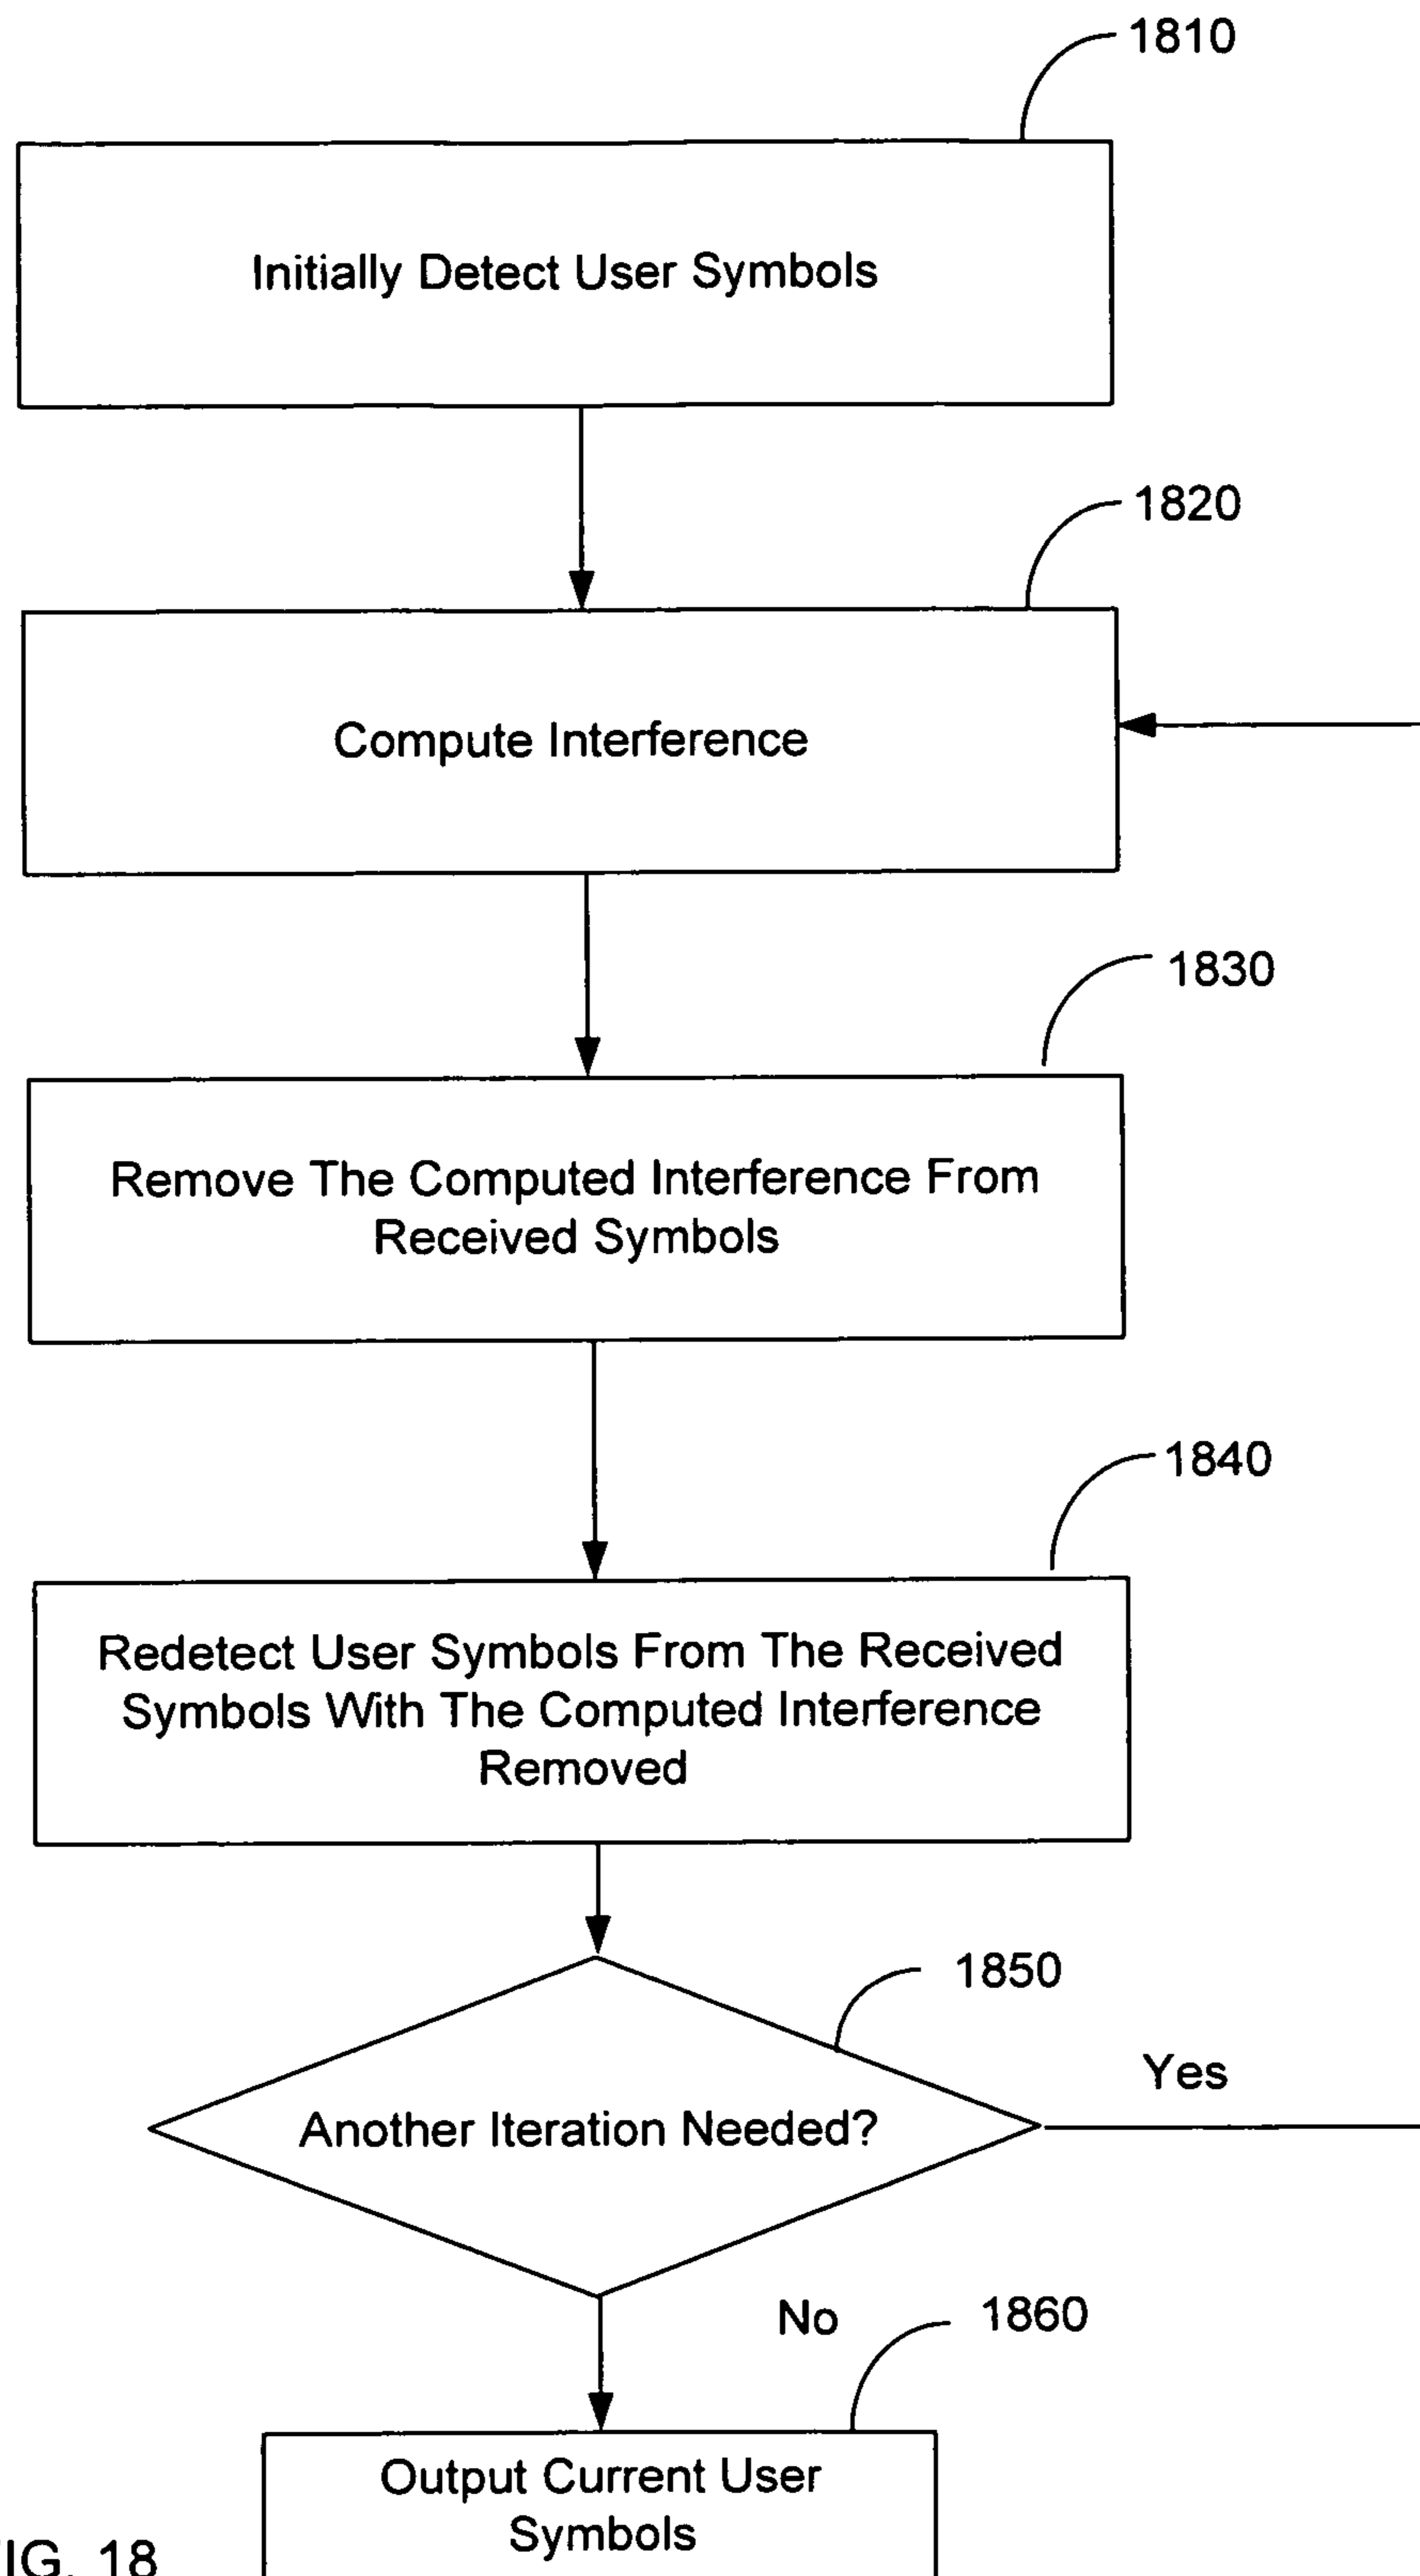 1810
Initially Detect User Symbols
1820
Compute Interference
1830
Remove The Computed Interference From
Received Symbols
1840
Redetect User Symbols From The Received
Symbols With The Computed Interference
Removed
1850
Yes
Another Iteration Needed?
No
1860
Output Current User
Symbols
IG. 18